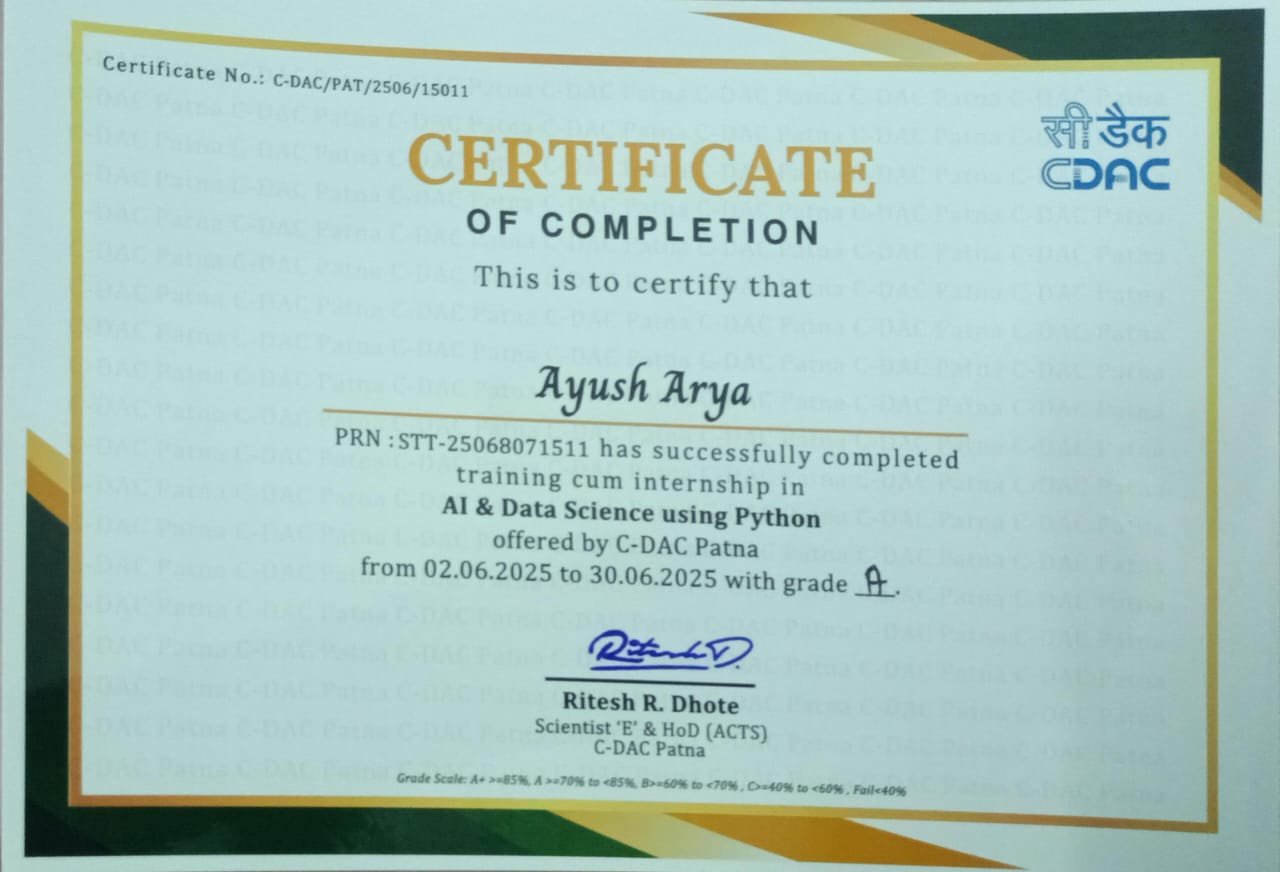 Certificate No.: C-DAC/PAT/2506/15011
सी डैक
CDAC
CERTIFICATE
OF COMPLETION
This is to certify that
Ayush Arya
PRN : STT-25068071511 has successfully completed
training cum internship in
AI & Data Science using Python
offered by C-DAC Patna
from 02.06.2025 to 30.06.2025 with grade A.
Ritesh D
Ritesh R. Dhote
Scientist 'E' & HoD (ACTS)
C-DAC Patna
Grade Scale: A+ >=85%, A >=70% to <85%, B>=60% to <70% , C>=40% to <60% , Fail<40%